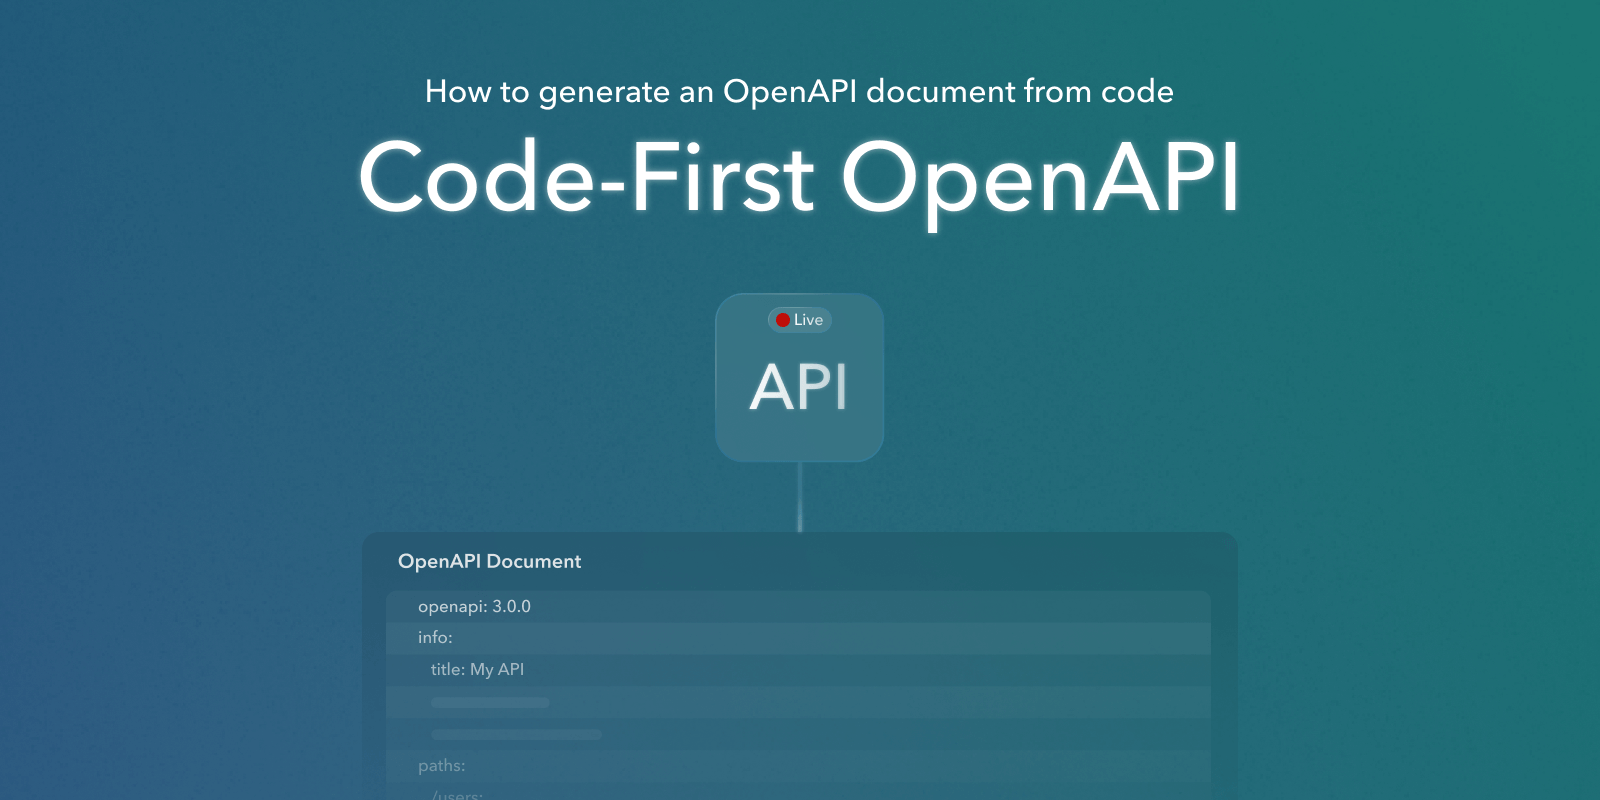 How to generate an OpenAPI document from code
Code-First OpenAPI
Live
API
OpenAPI Document
openapi: 3.0.0
info:
title: My API
paths:
/users: